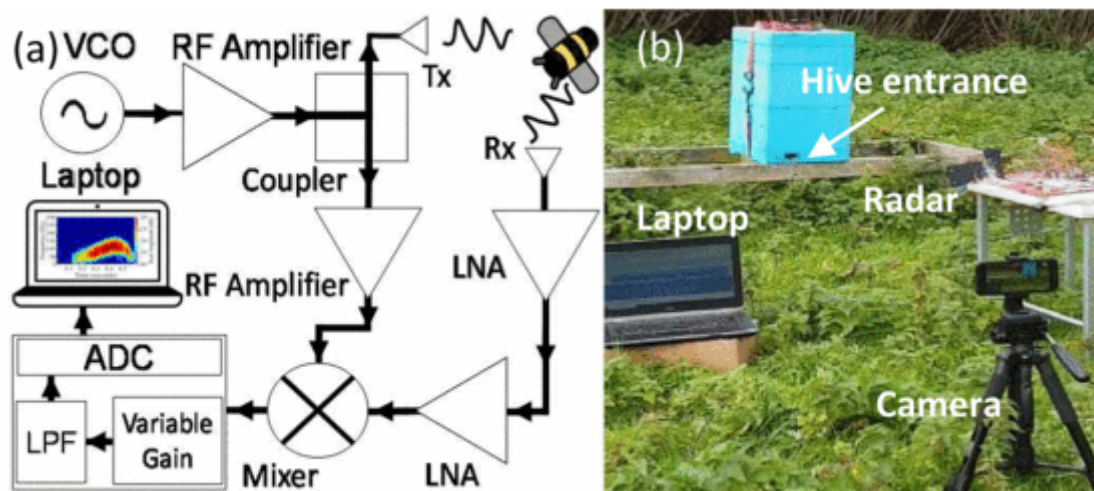 (a)
VCO
RF Amplifier
Tx
Rx
Coupler
Laptop
RF Amplifier
LNA
ADC
LPF
Variable
Gain
Mixer
LNA
(b)
Hive entrance
Radar
Laptop
Camera